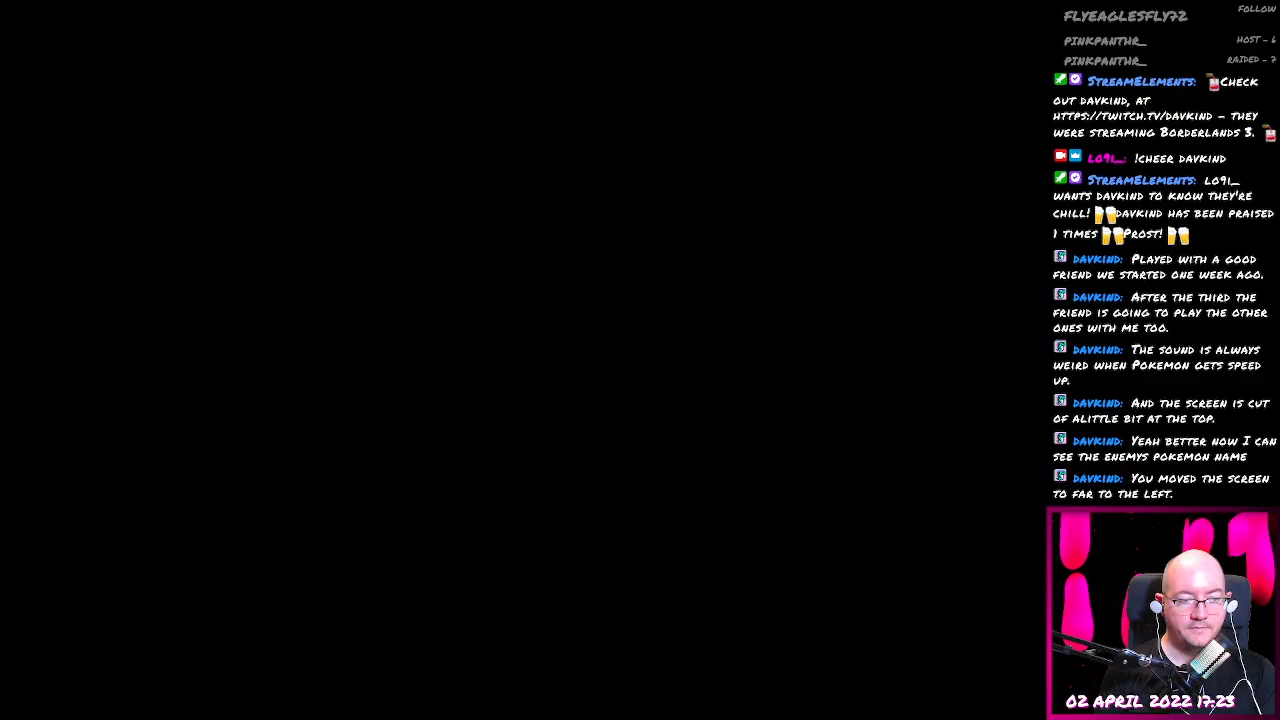 FLYEAGLESFLY72 FOLLOW
PINKPANTHR_ HOST - 6
PINKPANTHR_ RAIDED - 7
STREAMELEMENTS: CHECK
OUT DAVKIND, AT
HTTPS://TWITCH.TV/DAVKIND - THEY
WERE STREAMING BORDERLANDS 3.
LO9I_: !CHEER DAVKIND
STREAMELEMENTS: LO9I_
WANTS DAVKIND TO KNOW THEY'RE
CHILL! DAVKIND HAS BEEN PRAISED
1 TIMES PROST!
DAVKIND: PLAYED WITH A GOOD
FRIEND WE STARTED ONE WEEK AGO.
DAVKIND: AFTER THE THIRD THE
FRIEND IS GOING TO PLAY THE OTHER
ONES WITH ME TOO.
DAVKIND: THE SOUND IS ALWAYS
WEIRD WHEN POKEMON GETS SPEED
UP.
DAVKIND: AND THE SCREEN IS CUT
OF ALITTLE BIT AT THE TOP.
DAVKIND: YEAH BETTER NOW I CAN
SEE THE ENEMYS POKEMON NAME
DAVKIND: YOU MOVED THE SCREEN
TO FAR TO THE LEFT.
02 APRIL 2022 17:23